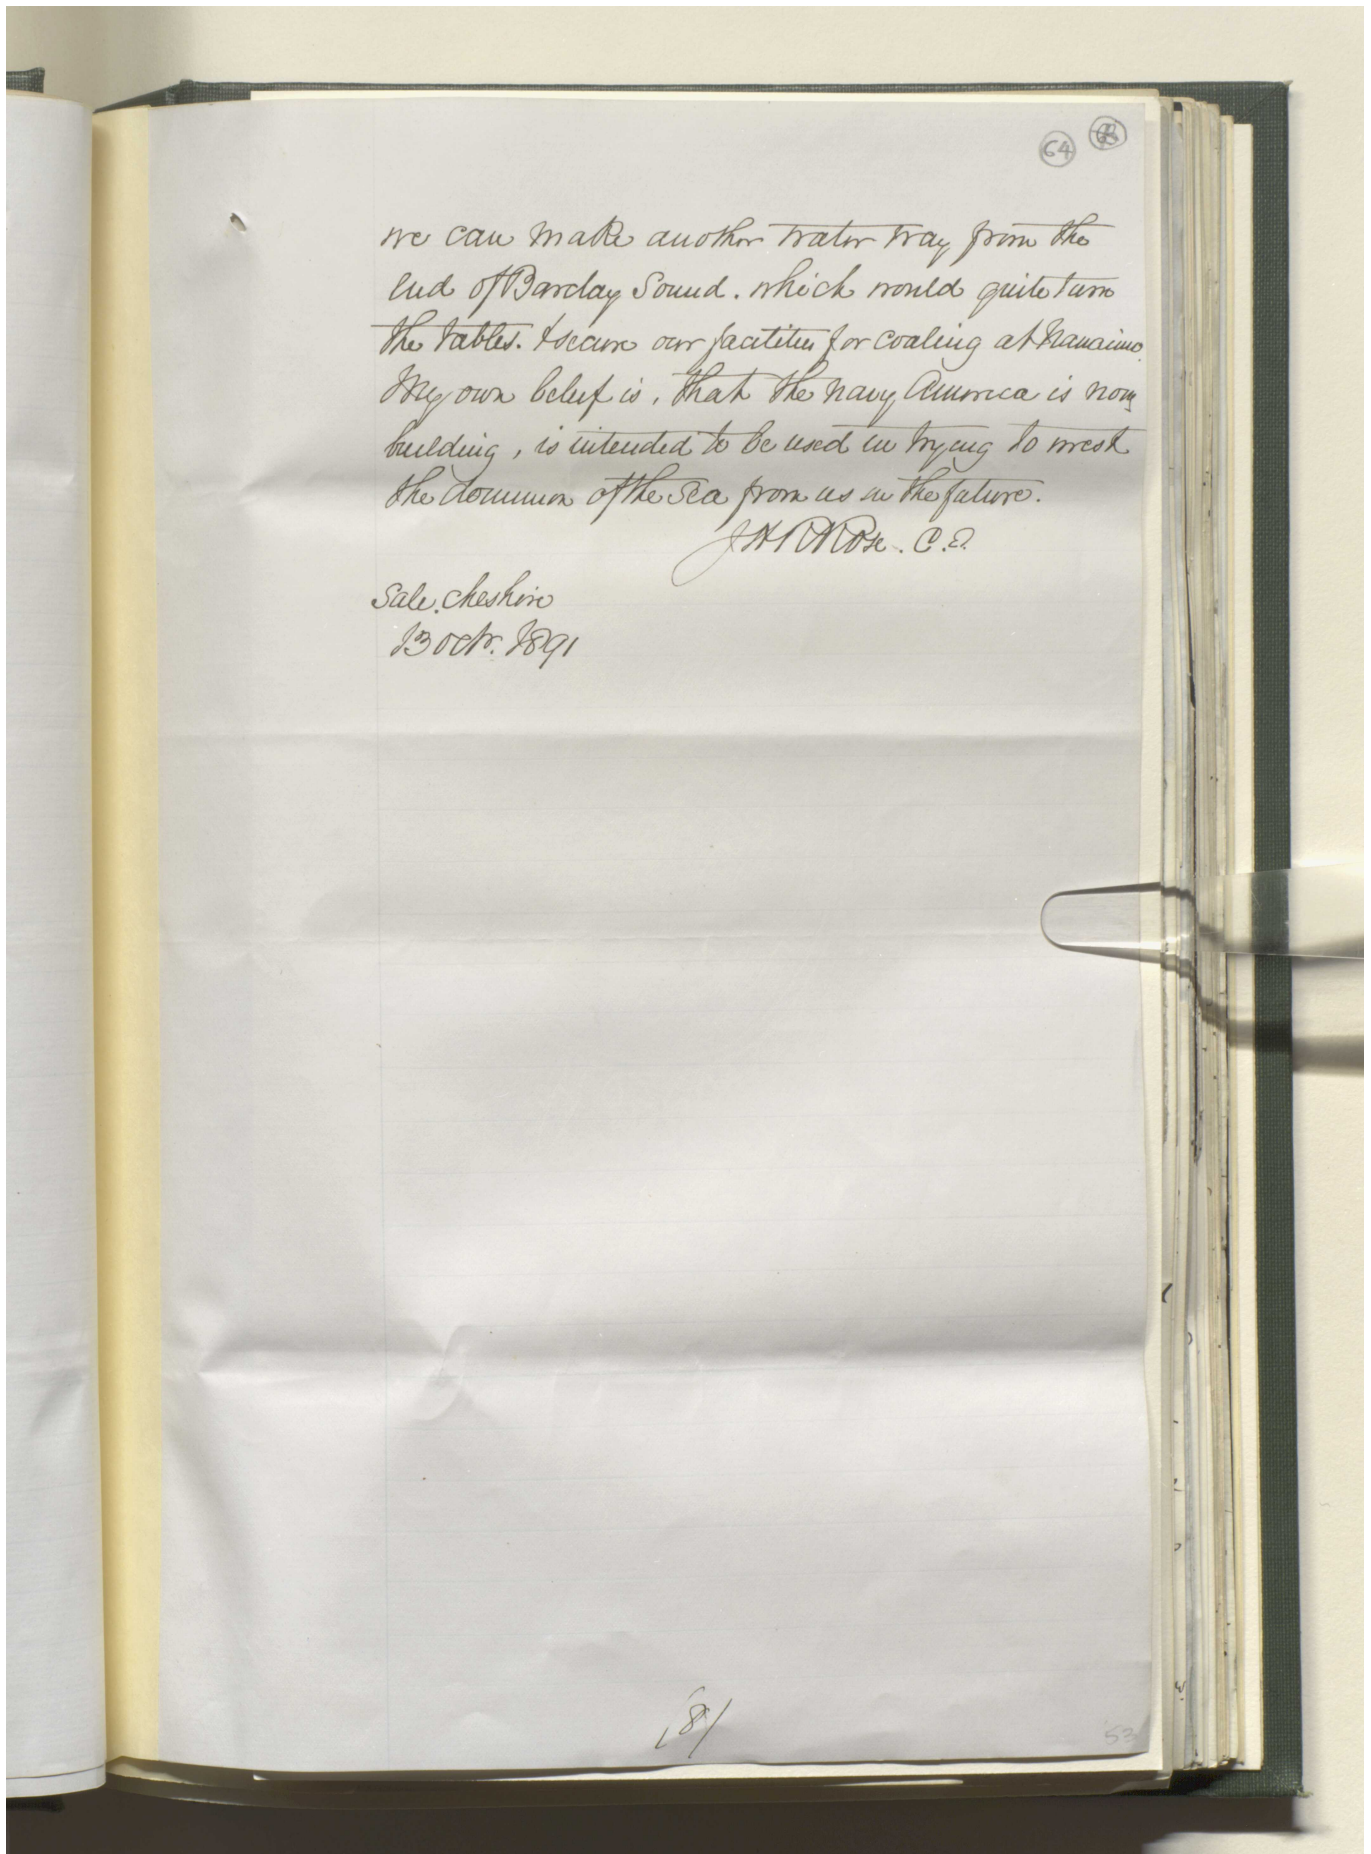 64
we can make another water way from the
end of Barclay Sound. which would quite turn
the tables. & secure our facilities for coaling at Nanaimo.
My own belief is, that the navy America is now
building, is intended to be used in trying to wrest
the dominion of the sea from us in the future.
J H R Rose. C.E.
Sale. Cheshire
13 Octr. 1891
(8)
53